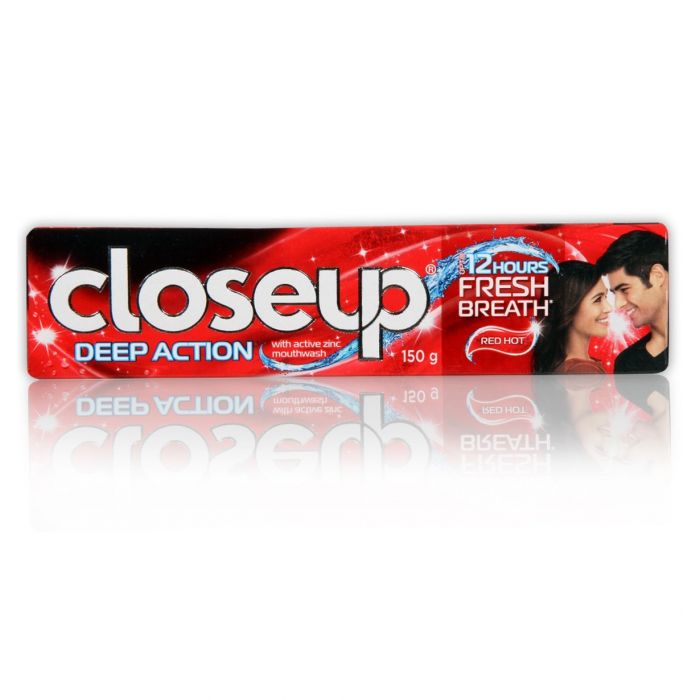 closeup®
DEEP ACTION
with active zinc
mouthwash
150 g
12 HOURS
FRESH
BREATH*
RED HOT